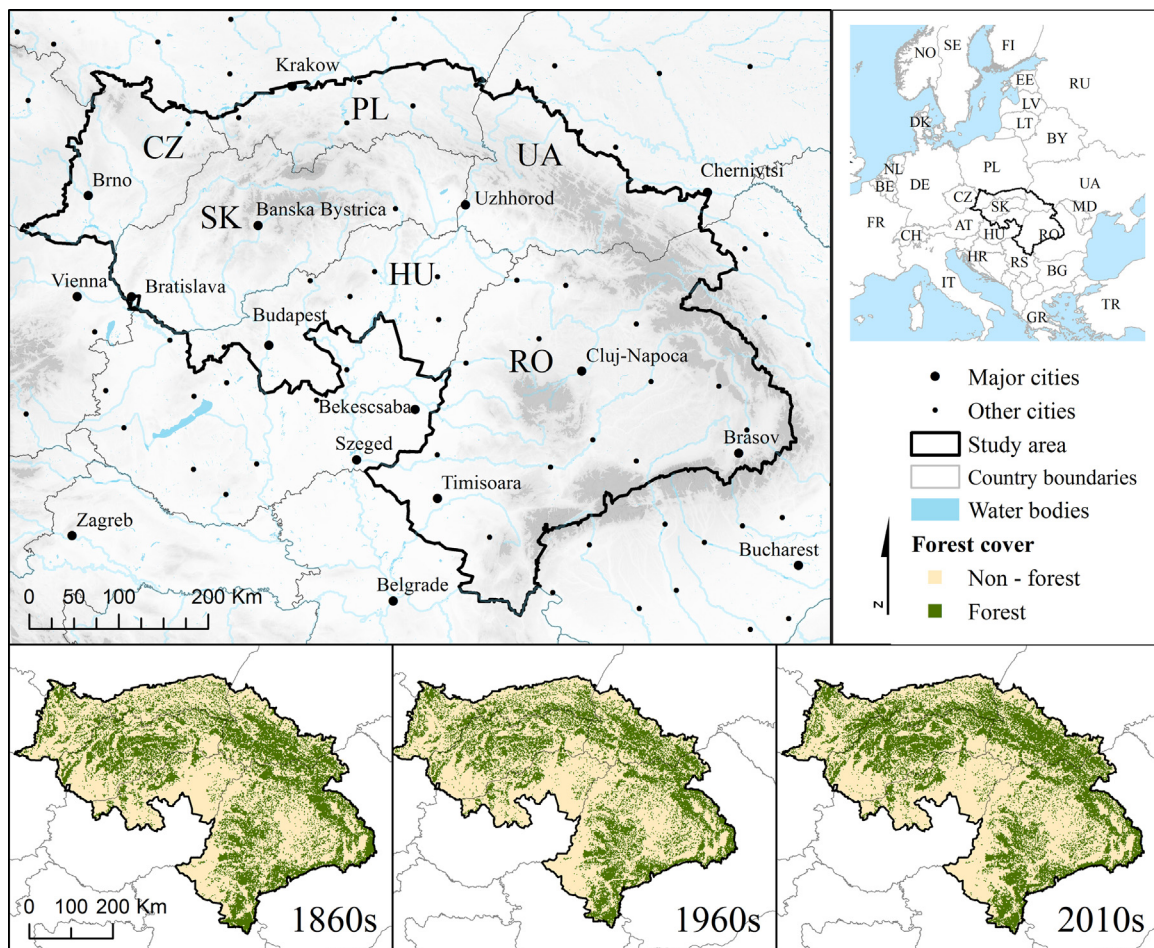 Krakow
PL
CZ
UA
Chernivtsi
Brno
Uzhhorod
SK
Banska Bystrica
HU
Vienna
Bratislava
Budapest
RO
Cluj-Napoca
Bekescsaba
Szeged
Brasov
Timisoara
Zagreb
Bucharest
Belgrade
0 50 100 200 Km
NO
SE
FI
EE
RU
LV
DK
LT
BY
NL
PL
BE
DE
UA
CZ
SK
MD
FR
AT
HU
RO
CH
HR
RS
IT
BG
TR
GR
Major cities
Other cities
Study area
Country boundaries
Water bodies
Forest cover
Non - forest
Forest
N
0 100 200 Km
1860s
1960s
2010s